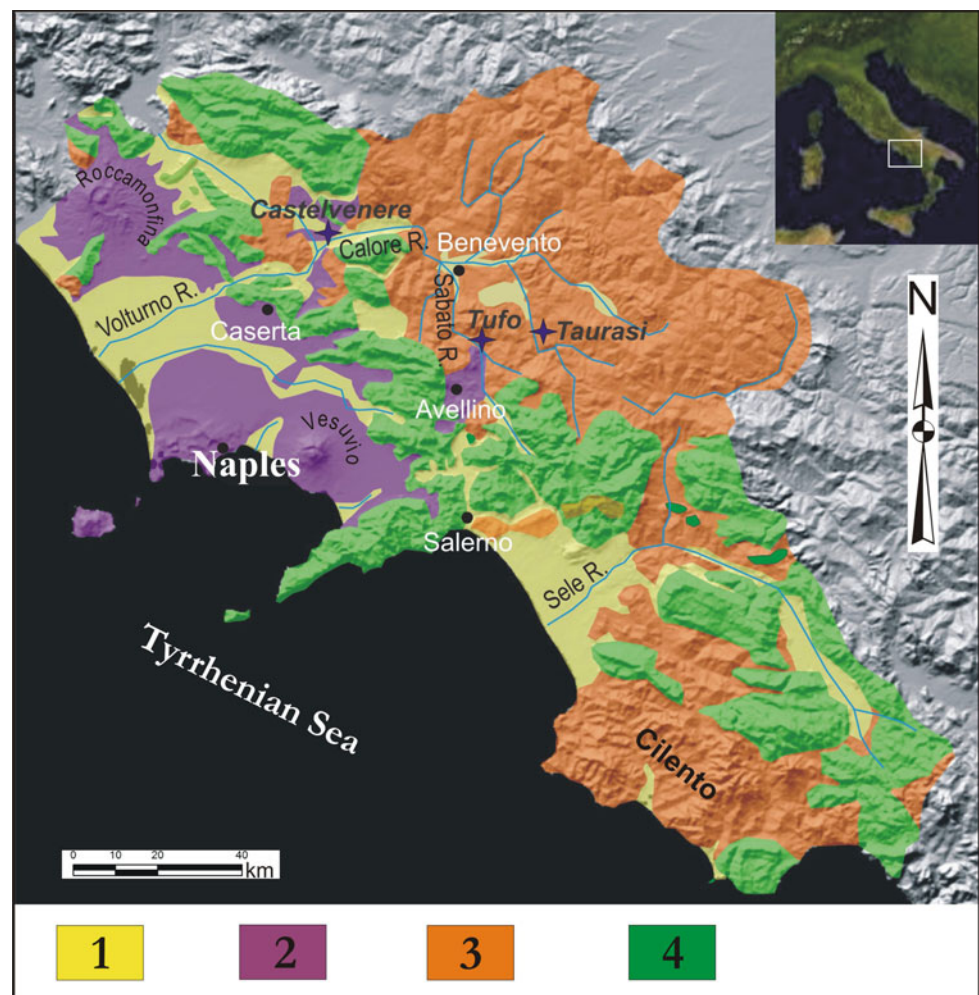 Roccamonfina
Castelvenere
Calore R.
Benevento
Volturno R.
Caserta
Sabato R.
Tufo
Taurasi
Avellino
Vesuvio
Naples
N
Salerno
Sele R.
Tyrrhenian Sea
Cilento
0 10 20 40
km
1 2 3 4